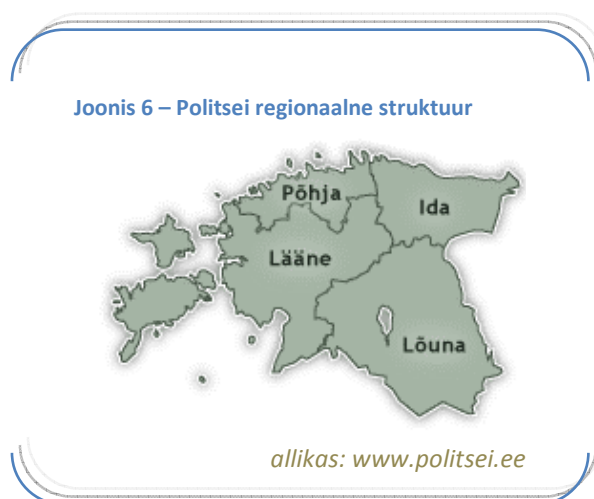 Joonis 6 – Politsei regionaalne struktuur
Põhja
Ida
Lääne
Lõuna
allikas: www.politsei.ee